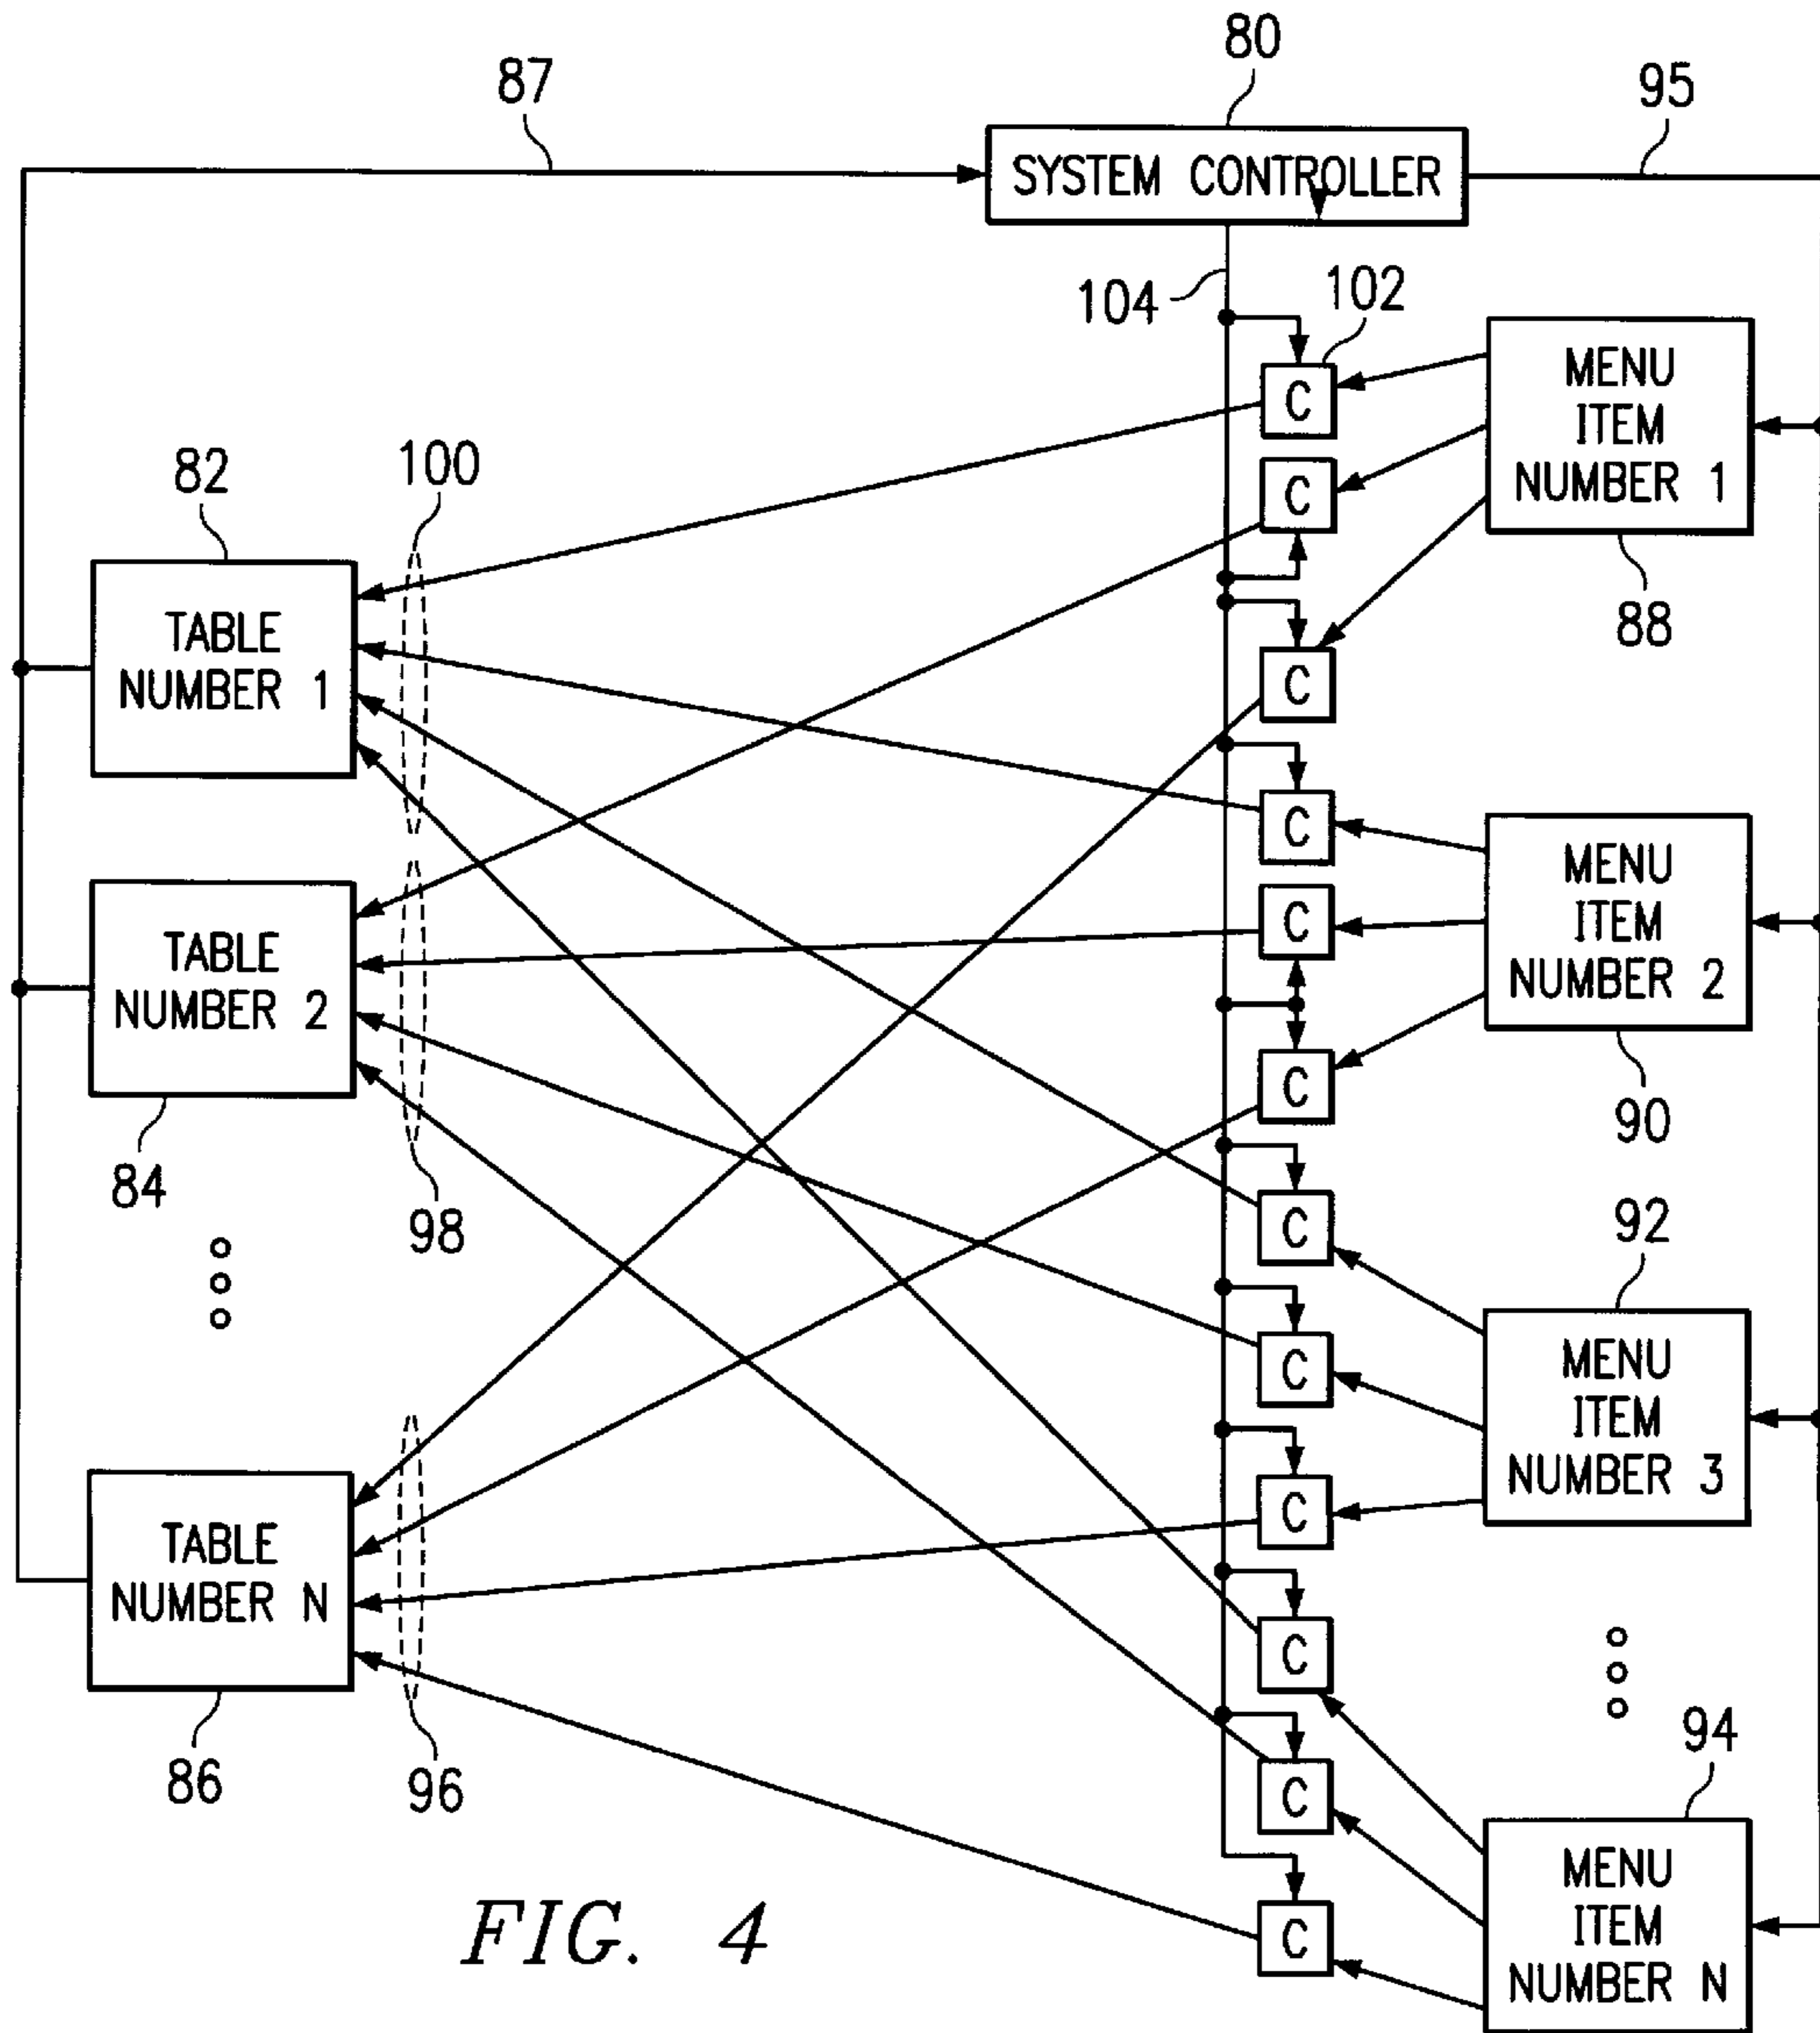 80
87
95
SYSTEM CONTROLLER
104
102
MENU
ITEM
NUMBER 1
88
C
C
C
82
100
TABLE
NUMBER 1
C
C
C
MENU
ITEM
NUMBER 2
90
TABLE
NUMBER 2
84
98
C
C
C
92
MENU
ITEM
NUMBER 3
TABLE
NUMBER N
86
96
C
C
C
94
MENU
ITEM
NUMBER N
FIG. 4